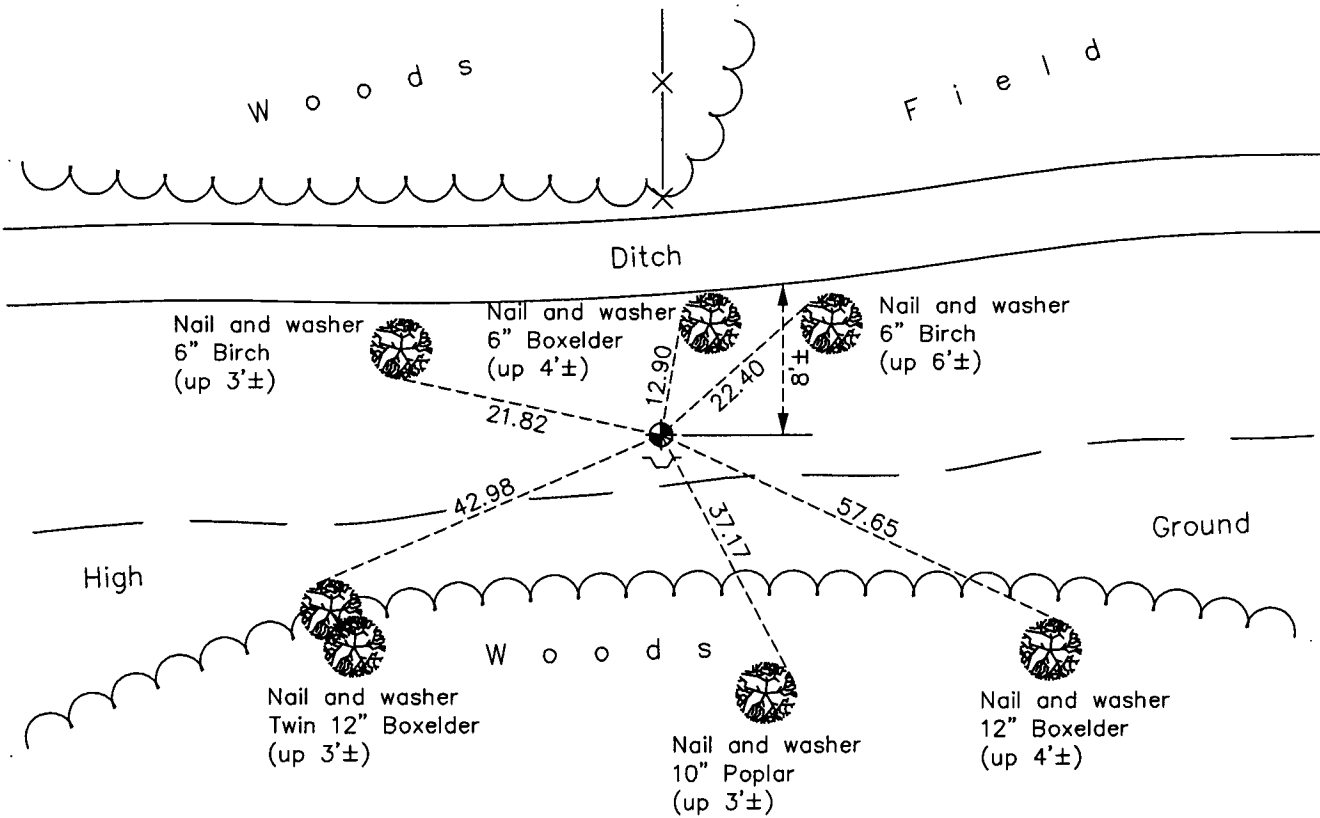 W o o d s
F i e l d
Ditch
Nail and washer
6" Birch
(up 3'±)
Nail and washer
6" Boxelder
(up 4'±)
Nail and washer
6" Birch
(up 6'±)
12.90
22.40
8'±
21.82
42.98
37.17
57.65
High
Ground
W o o d s
Nail and washer
Twin 12" Boxelder
(up 3'±)
Nail and washer
10" Poplar
(up 3'±)
Nail and washer
12" Boxelder
(up 4'±)